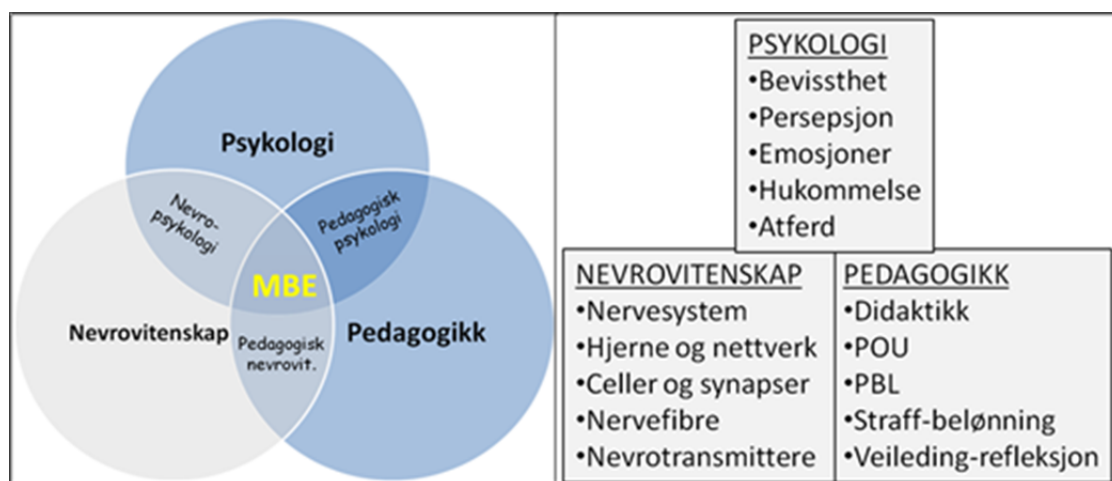 Psykologi
Nevro-
psykologi
Pedagogisk
psykologi
MBE
Nevrovitenskap
Pedagogikk
Pedagogisk
nevrovit.
PSYKOLOGI
•Bevissthet
•Persepsjon
•Emosjoner
•Hukommelse
•Atferd
NEVROVITENSKAP
•Nervesystem
•Hjerne og nettverk
•Celler og synapser
•Nervefibre
•Nevrotransmittere
PEDAGOGIKK
•Didaktikk
•POU
•PBL
•Straff-belønning
•Veileding-refleksjon